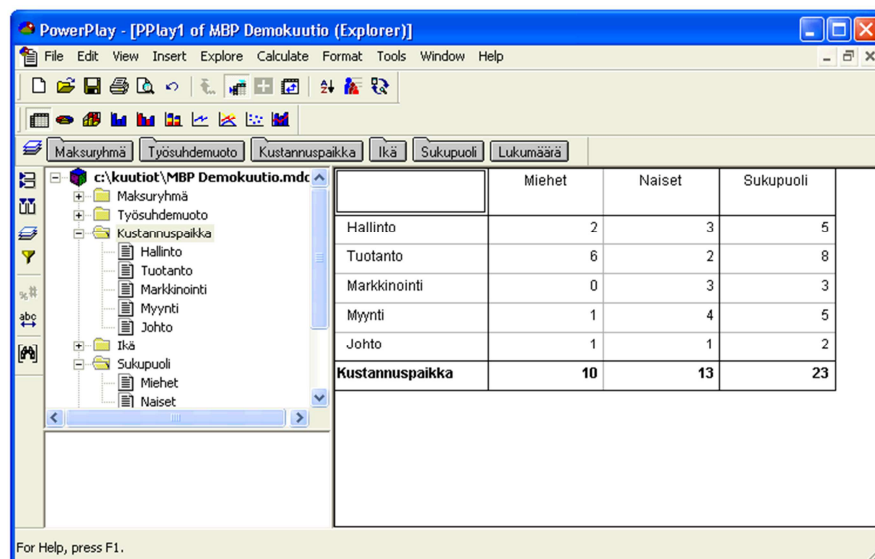 PowerPlay - [PPlay1 of MBP Demokuutio (Explorer)]
File Edit View Insert Explore Calculate Format Tools Window Help
Maksuryhmä Työsuhdemuoto Kustannuspaikka Ikä Sukupuoli Lukumäärä
c:\kuutiot\MBP Demokuutio.mdc
Maksuryhmä
Työsuhdemuoto
Kustannuspaikka
Hallinto
Tuotanto
Markkinointi
Myynti
Johto
Ikä
Sukupuoli
Miehet
Naiset
Miehet Naiset Sukupuoli
Hallinto 2 3 5
Tuotanto 6 2 8
Markkinointi 0 3 3
Myynti 1 4 5
Johto 1 1 2
Kustannuspaikka 10 13 23
%#
abc
For Help, press F1.